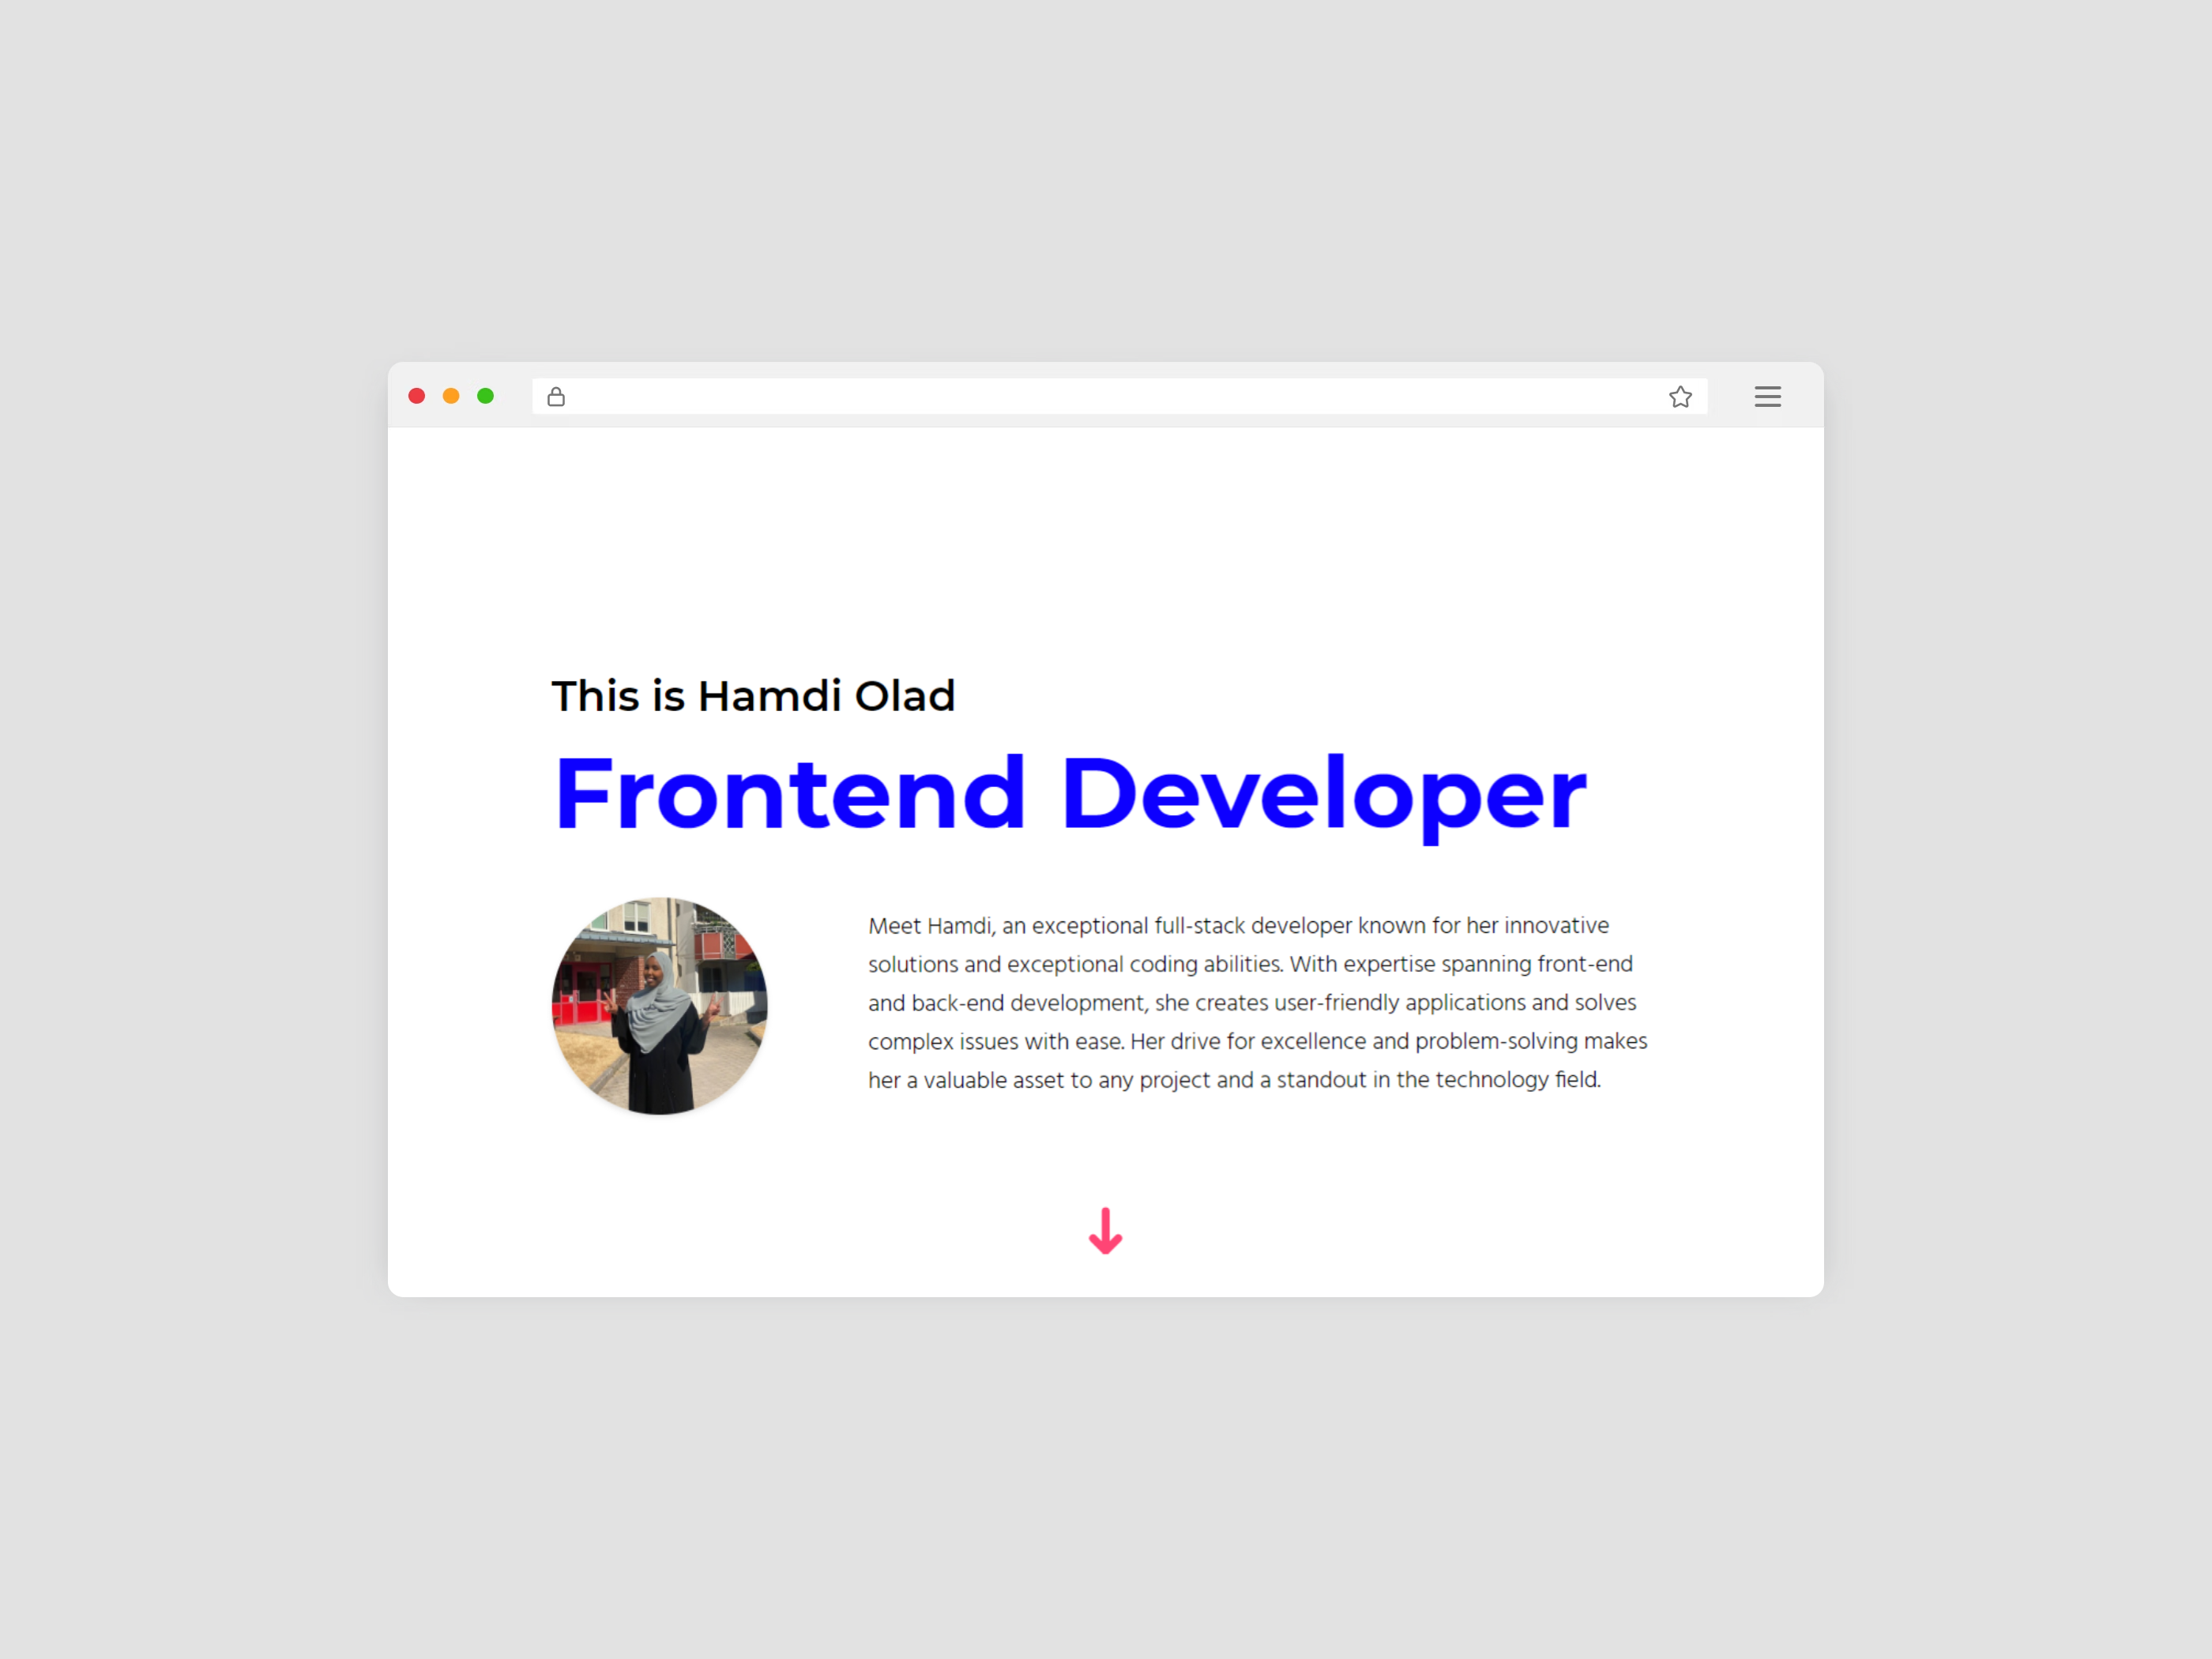 This is Hamdi Olad
Frontend Developer
Meet Hamdi, an exceptional full-stack developer known for her innovative
solutions and exceptional coding abilities. With expertise spanning front-end
and back-end development, she creates user-friendly applications and solves
complex issues with ease. Her drive for excellence and problem-solving makes
her a valuable asset to any project and a standout in the technology field.